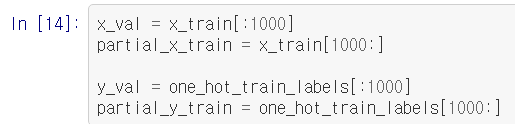 In [14]: x_val = x_train[:1000]
partial_x_train = x_train[1000:]
y_val = one_hot_train_labels[:1000]
partial_y_train = one_hot_train_labels[1000:]